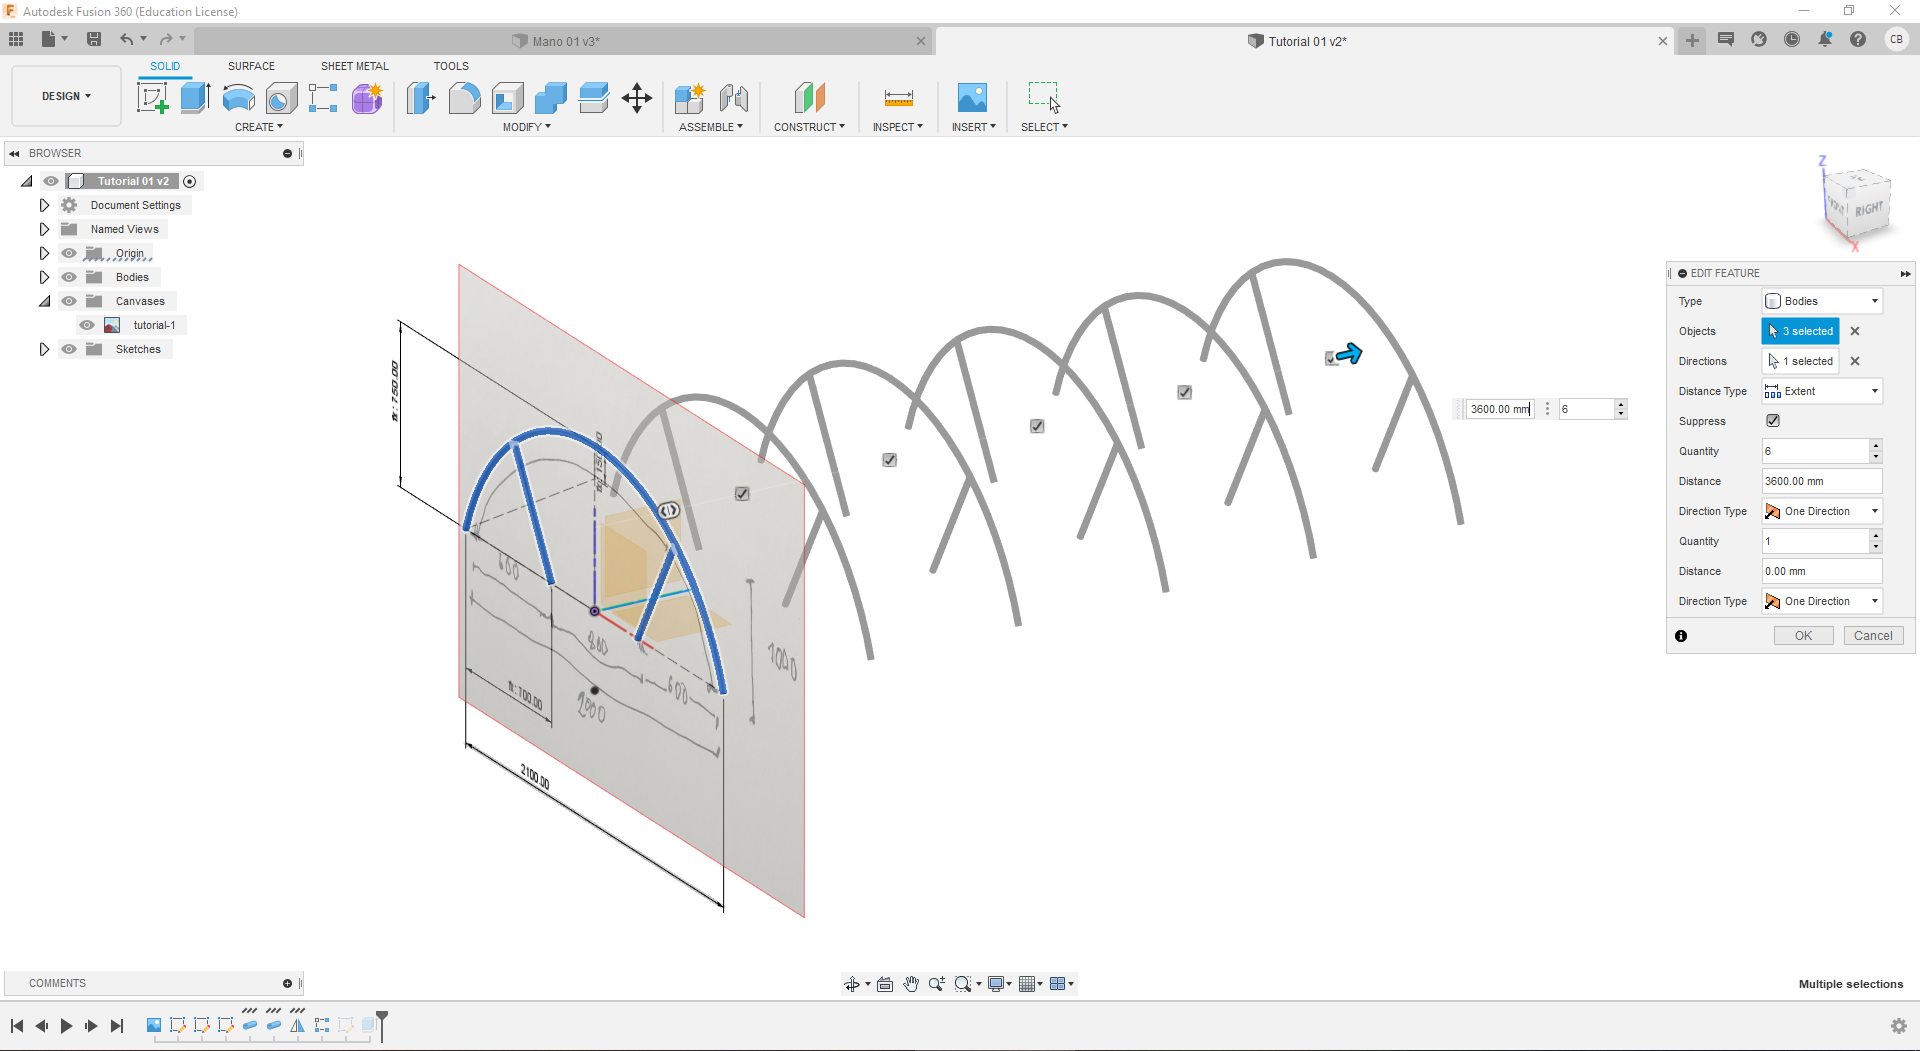 Autodesk Fusion 360 (Education License)
Mano 01 v3*
Tutorial 01 v2*
CB
DESIGN
SOLID
SURFACE
SHEET METAL
TOOLS
CREATE
MODIFY
ASSEMBLE
CONSTRUCT
INSPECT
INSERT
SELECT
BROWSER
Tutorial 01 v2
Document Settings
Named Views
Origin
Bodies
Canvases
tutorial-1
Sketches
Z
RIGHT
X
fx: 750.00
600
800
600
2000
1000
fx: 700.00
2100.00
3600.00 mm
6
EDIT FEATURE
Type Bodies
Objects 3 selected
Directions 1 selected
Distance Type Extent
Suppress
Quantity 6
Distance 3600.00 mm
Direction Type One Direction
Quantity 1
Distance 0.00 mm
Direction Type One Direction
OK Cancel
COMMENTS
Multiple selections